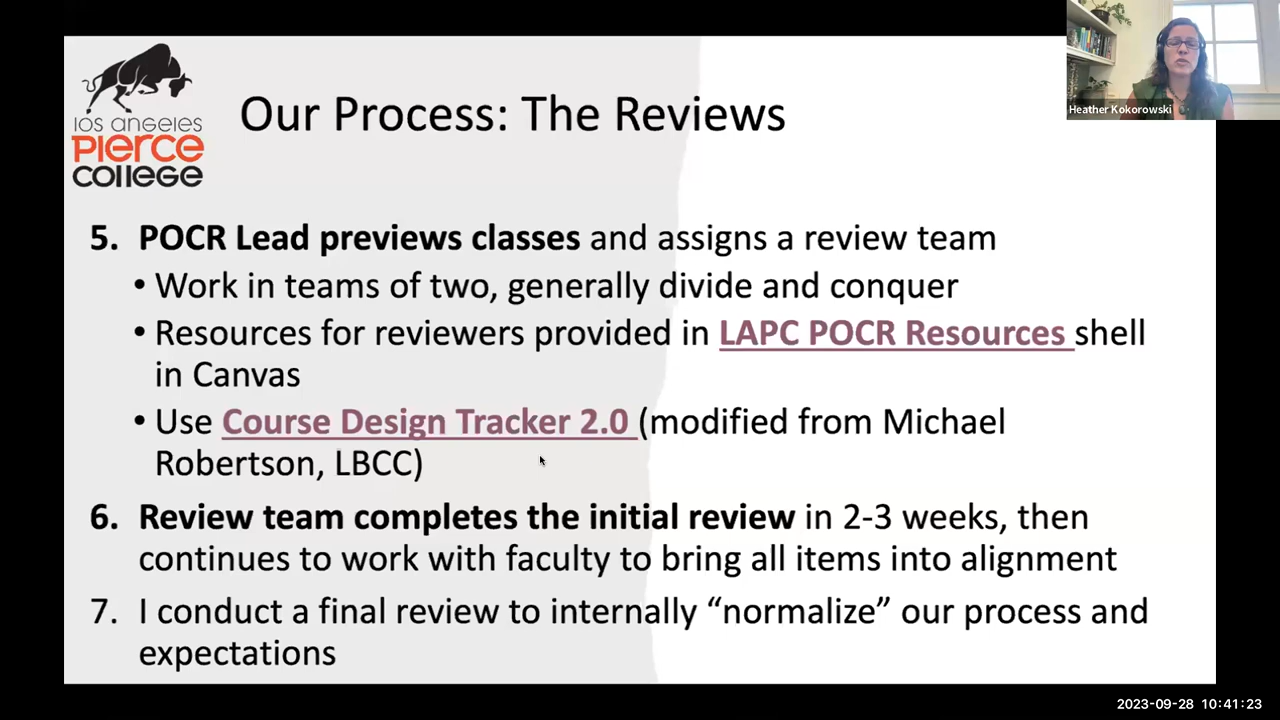 los angeles
PIERCE
COLLEGE
Our Process: The Reviews
Heather Kokorowski
5. POCR Lead previews classes and assigns a review team
• Work in teams of two, generally divide and conquer
• Resources for reviewers provided in LAPC POCR Resources shell
in Canvas
• Use Course Design Tracker 2.0 (modified from Michael
Robertson, LBCC)
6. Review team completes the initial review in 2-3 weeks, then
continues to work with faculty to bring all items into alignment
7. I conduct a final review to internally “normalize” our process and
expectations
2023-09-28 10:41:23